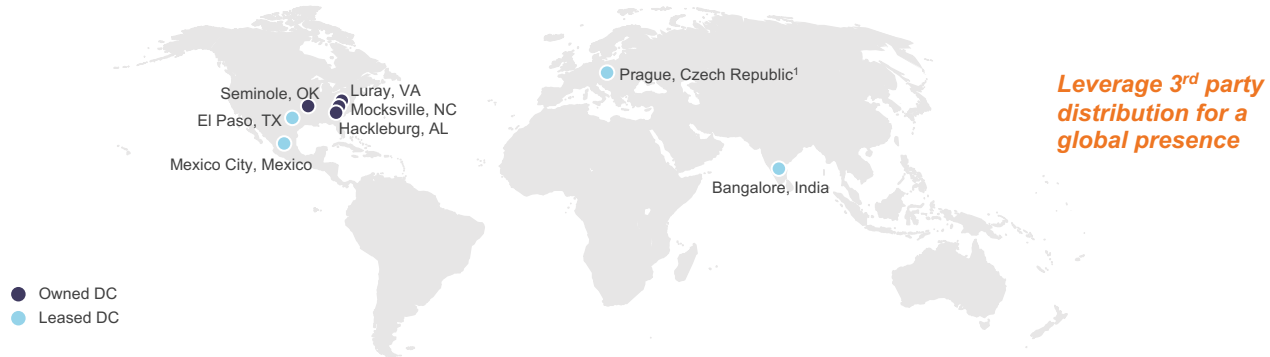 Seminole, OK
Luray, VA
Mocksville, NC
El Paso, TX
Hackleburg, AL
Mexico City, Mexico
Prague, Czech Republic¹
Bangalore, India
Leverage 3rd party
distribution for a
global presence
Owned DC
Leased DC